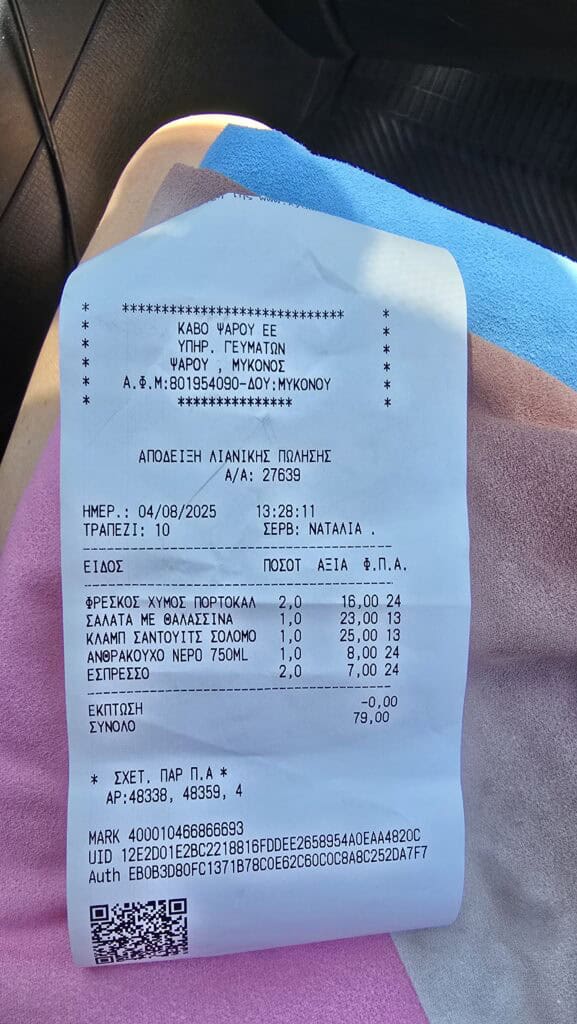 * *********************** *
* ΚΑΒΟ ΨΑΡΟΥ ΕΕ *
* ΥΠΗΡ. ΓΕΥΜΑΤΩΝ *
* ΨΑΡΟΥ , ΜΥΚΟΝΟΣ *
* Α.Φ.Μ:801954090-ΔΟΥ:ΜΥΚΟΝΟΥ *
* ************** *
ΑΠΟΔΕΙΞΗ ΛΙΑΝΙΚΗΣ ΠΩΛΗΣΗΣ
Α/Α: 27639
ΗΜΕΡ.: 04/08/2025 13:28:11
ΤΡΑΠΕΖΙ: 10 ΣΕΡΒ: ΝΑΤΑΛΙΑ .
ΕΙΔΟΣ ΠΟΣΟΤ ΑΞΙΑ Φ.Π.Α.
ΦΡΕΣΚΟΣ ΧΥΜΟΣ ΠΟΡΤΟΚΑΛ 2,0 16,00 24
ΣΑΛΑΤΑ ΜΕ ΘΑΛΑΣΣΙΝΑ 1,0 23,00 13
ΚΛΑΜΠ ΣΑΝΤΟΥΙΤΣ ΣΟΛΟΜΟ 1,0 25,00 13
ΑΝΘΡΑΚΟΥΧΟ ΝΕΡΟ 750ML 1,0 8,00 24
ΕΣΠΡΕΣΣΟ 2,0 7,00 24
ΕΚΠΤΩΣΗ -0,00
ΣΥΝΟΛΟ 79,00
* ΣΧΕΤ. ΠΑΡ Π.Α *
ΑΡ:48338, 48359, 4
MARK 400010466866693
UID 12E2D01E2BC2218816FDDEE2658954A0EAA4820C
Auth EB0B3D80FC1371B78C0E62C60C0C8A8C252DA7F7